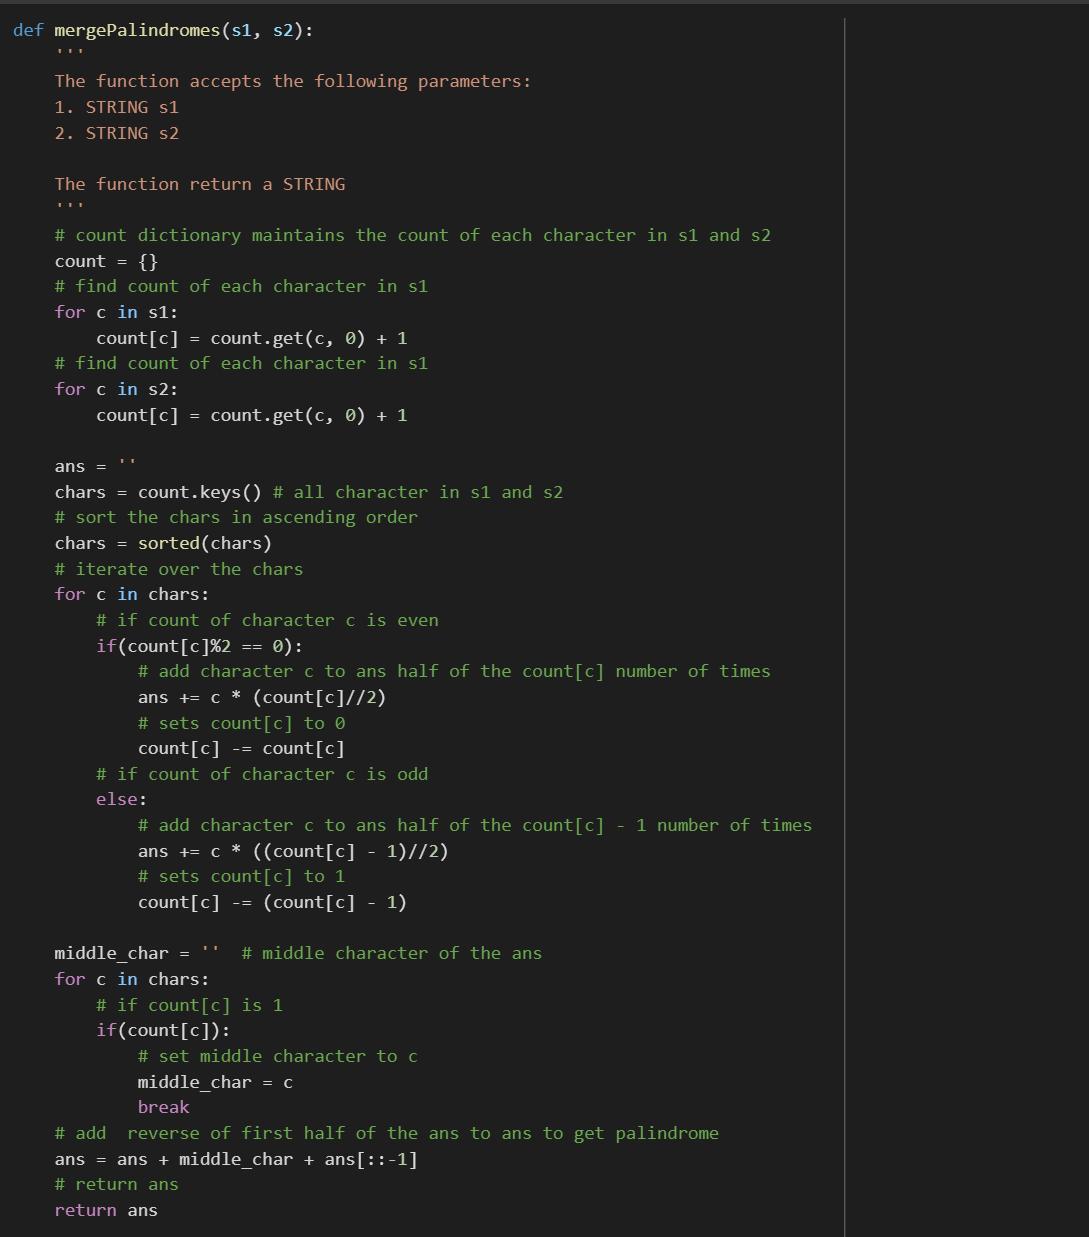 def mergePalindromes(s1, s2):
    '''
    The function accepts the following parameters:
    1. STRING s1
    2. STRING s2

    The function return a STRING
    '''
    # count dictionary maintains the count of each character in s1 and s2
    count = {}
    # find count of each character in s1
    for c in s1:
        count[c] = count.get(c, 0) + 1
    # find count of each character in s1
    for c in s2:
        count[c] = count.get(c, 0) + 1

    ans = ''
    chars = count.keys() # all character in s1 and s2
    # sort the chars in ascending order
    chars = sorted(chars)
    # iterate over the chars
    for c in chars:
        # if count of character c is even
        if(count[c]%2 == 0):
            # add character c to ans half of the count[c] number of times
            ans += c * (count[c]//2)
            # sets count[c] to 0
            count[c] -= count[c]
        # if count of character c is odd
        else:
            # add character c to ans half of the count[c] - 1 number of times
            ans += c * ((count[c] - 1)//2)
            # sets count[c] to 1
            count[c] -= (count[c] - 1)

    middle_char = ''  # middle character of the ans
    for c in chars:
        # if count[c] is 1
        if(count[c]):
            # set middle character to c
            middle_char = c
            break
    # add  reverse of first half of the ans to ans to get palindrome
    ans = ans + middle_char + ans[::-1]
    # return ans
    return ans